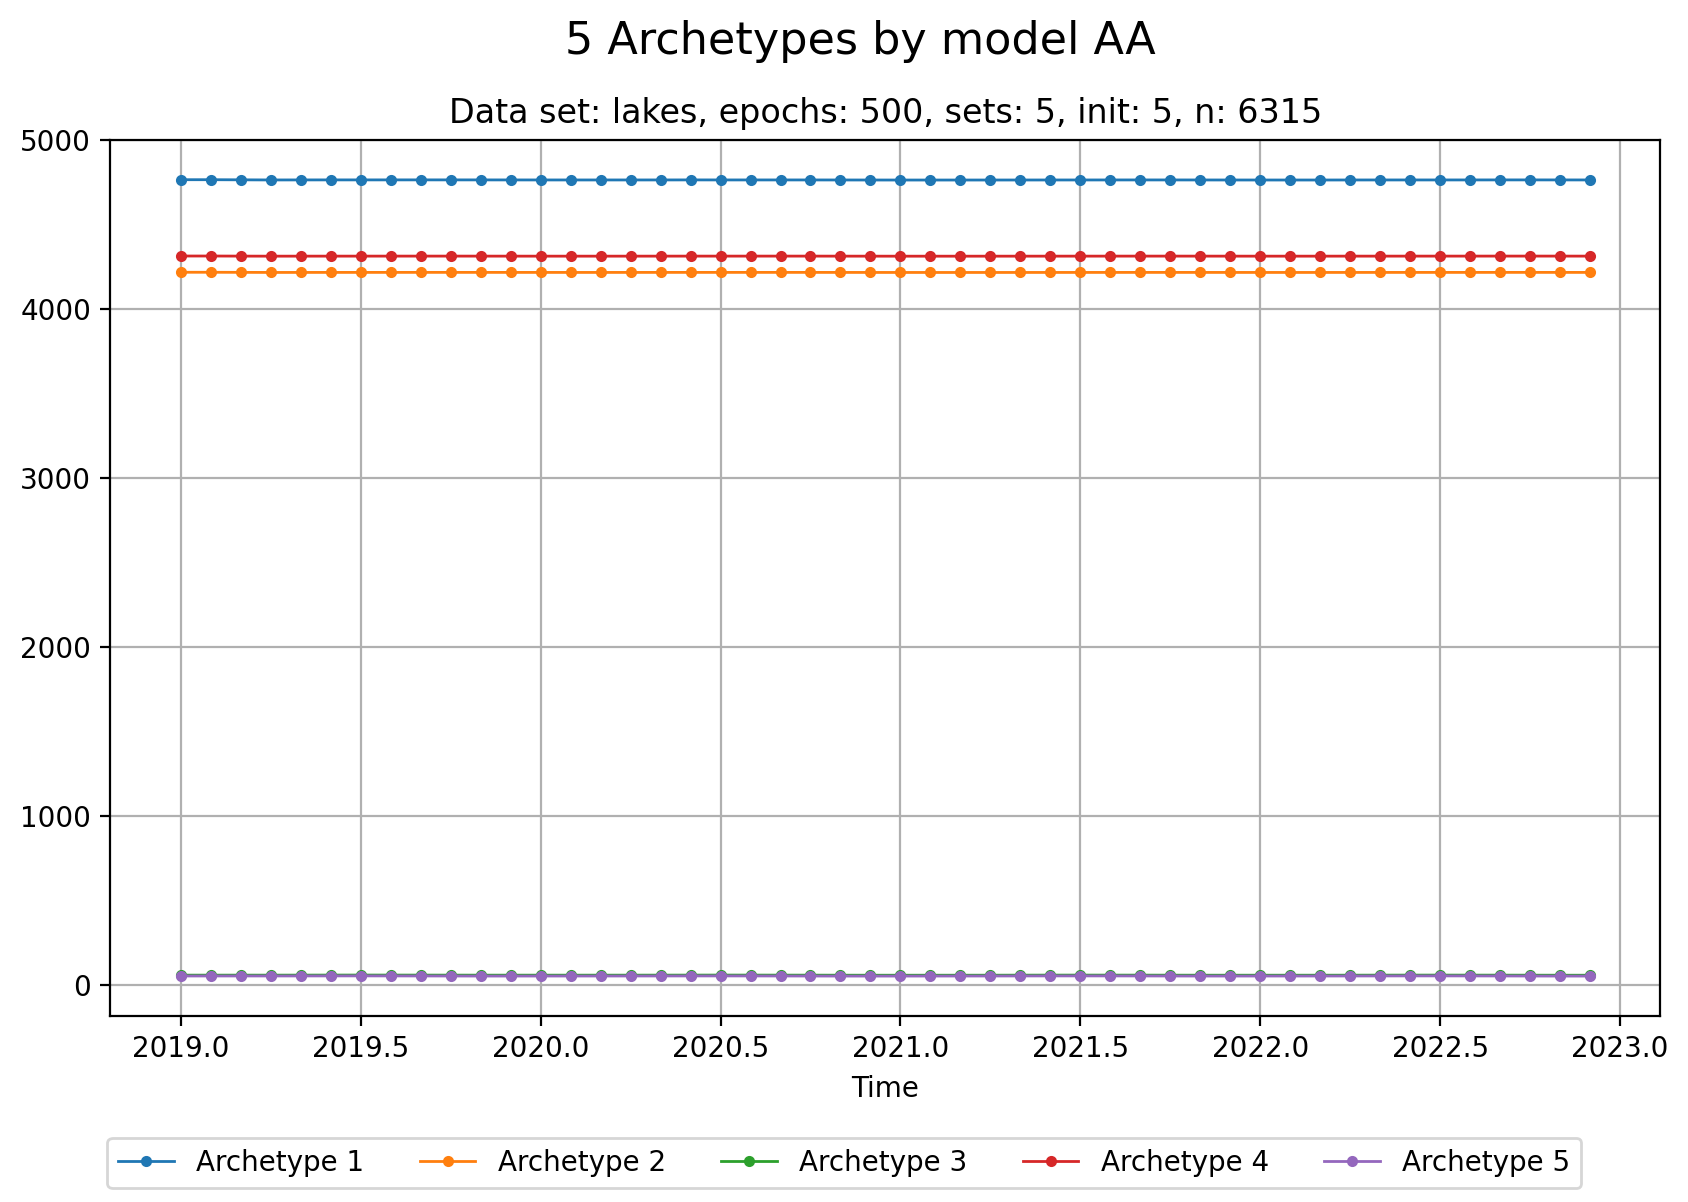 5 Archetypes by model AA
Data set: lakes, epochs: 500, sets: 5, init: 5, n: 6315
5000
4000
3000
2000
1000
0
2019.0 2019.5 2020.0 2020.5 2021.0 2021.5 2022.0 2022.5 2023.0
Time
Archetype 1 Archetype 2 Archetype 3 Archetype 4 Archetype 5